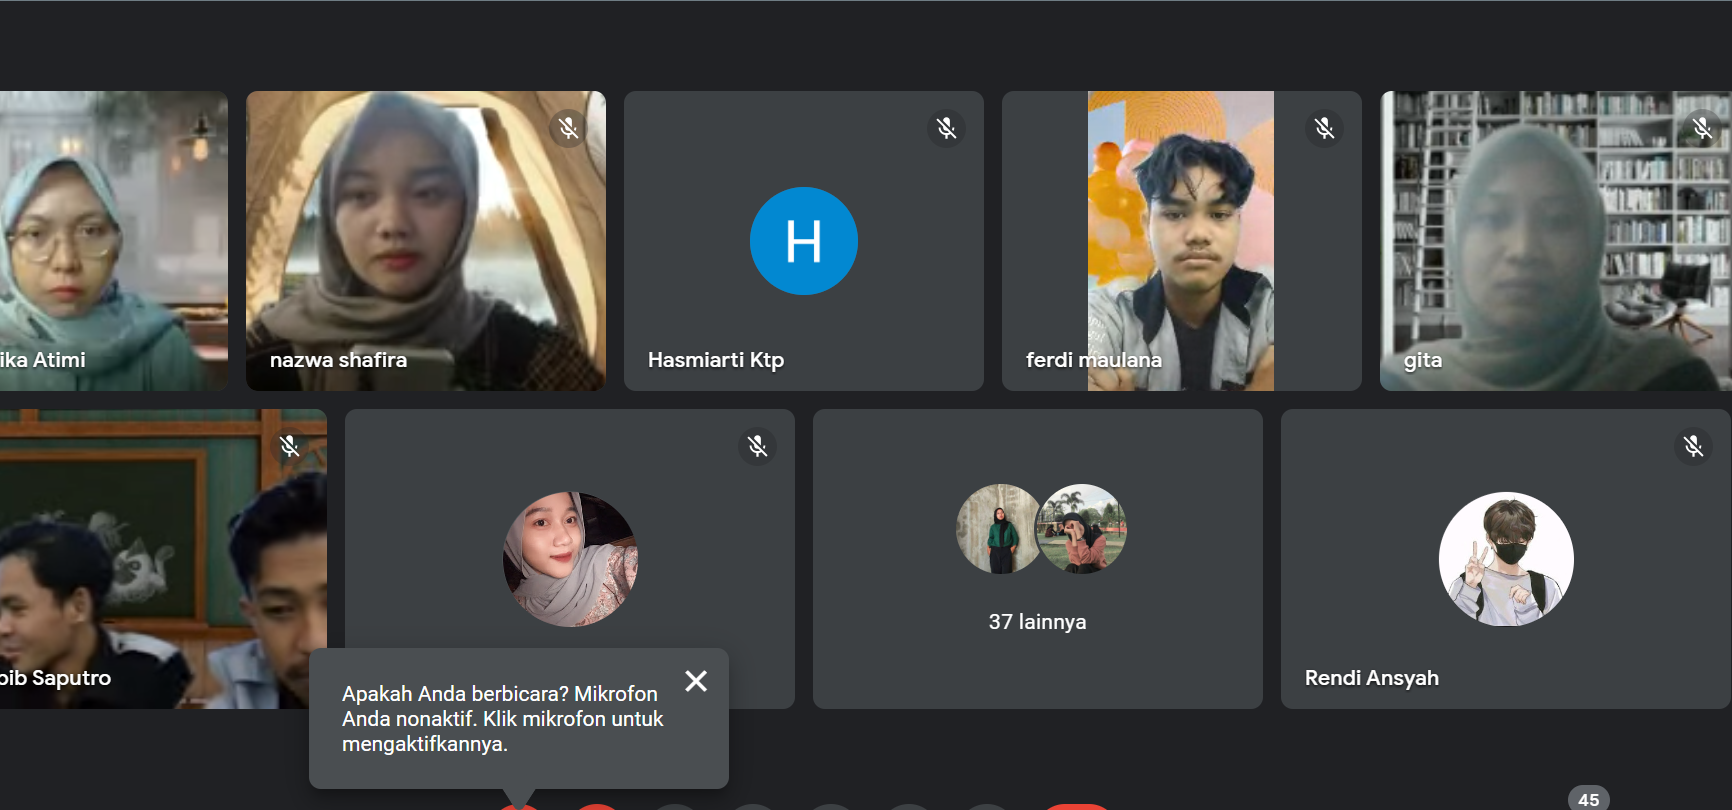 ika Atimi
nazwa shafira
H
Hasmiarti Ktp
ferdi maulana
gita
bib Saputro
37 lainnya
Rendi Ansyah
Apakah Anda berbicara? Mikrofon
Anda nonaktif. Klik mikrofon untuk
mengaktifkannya.
45